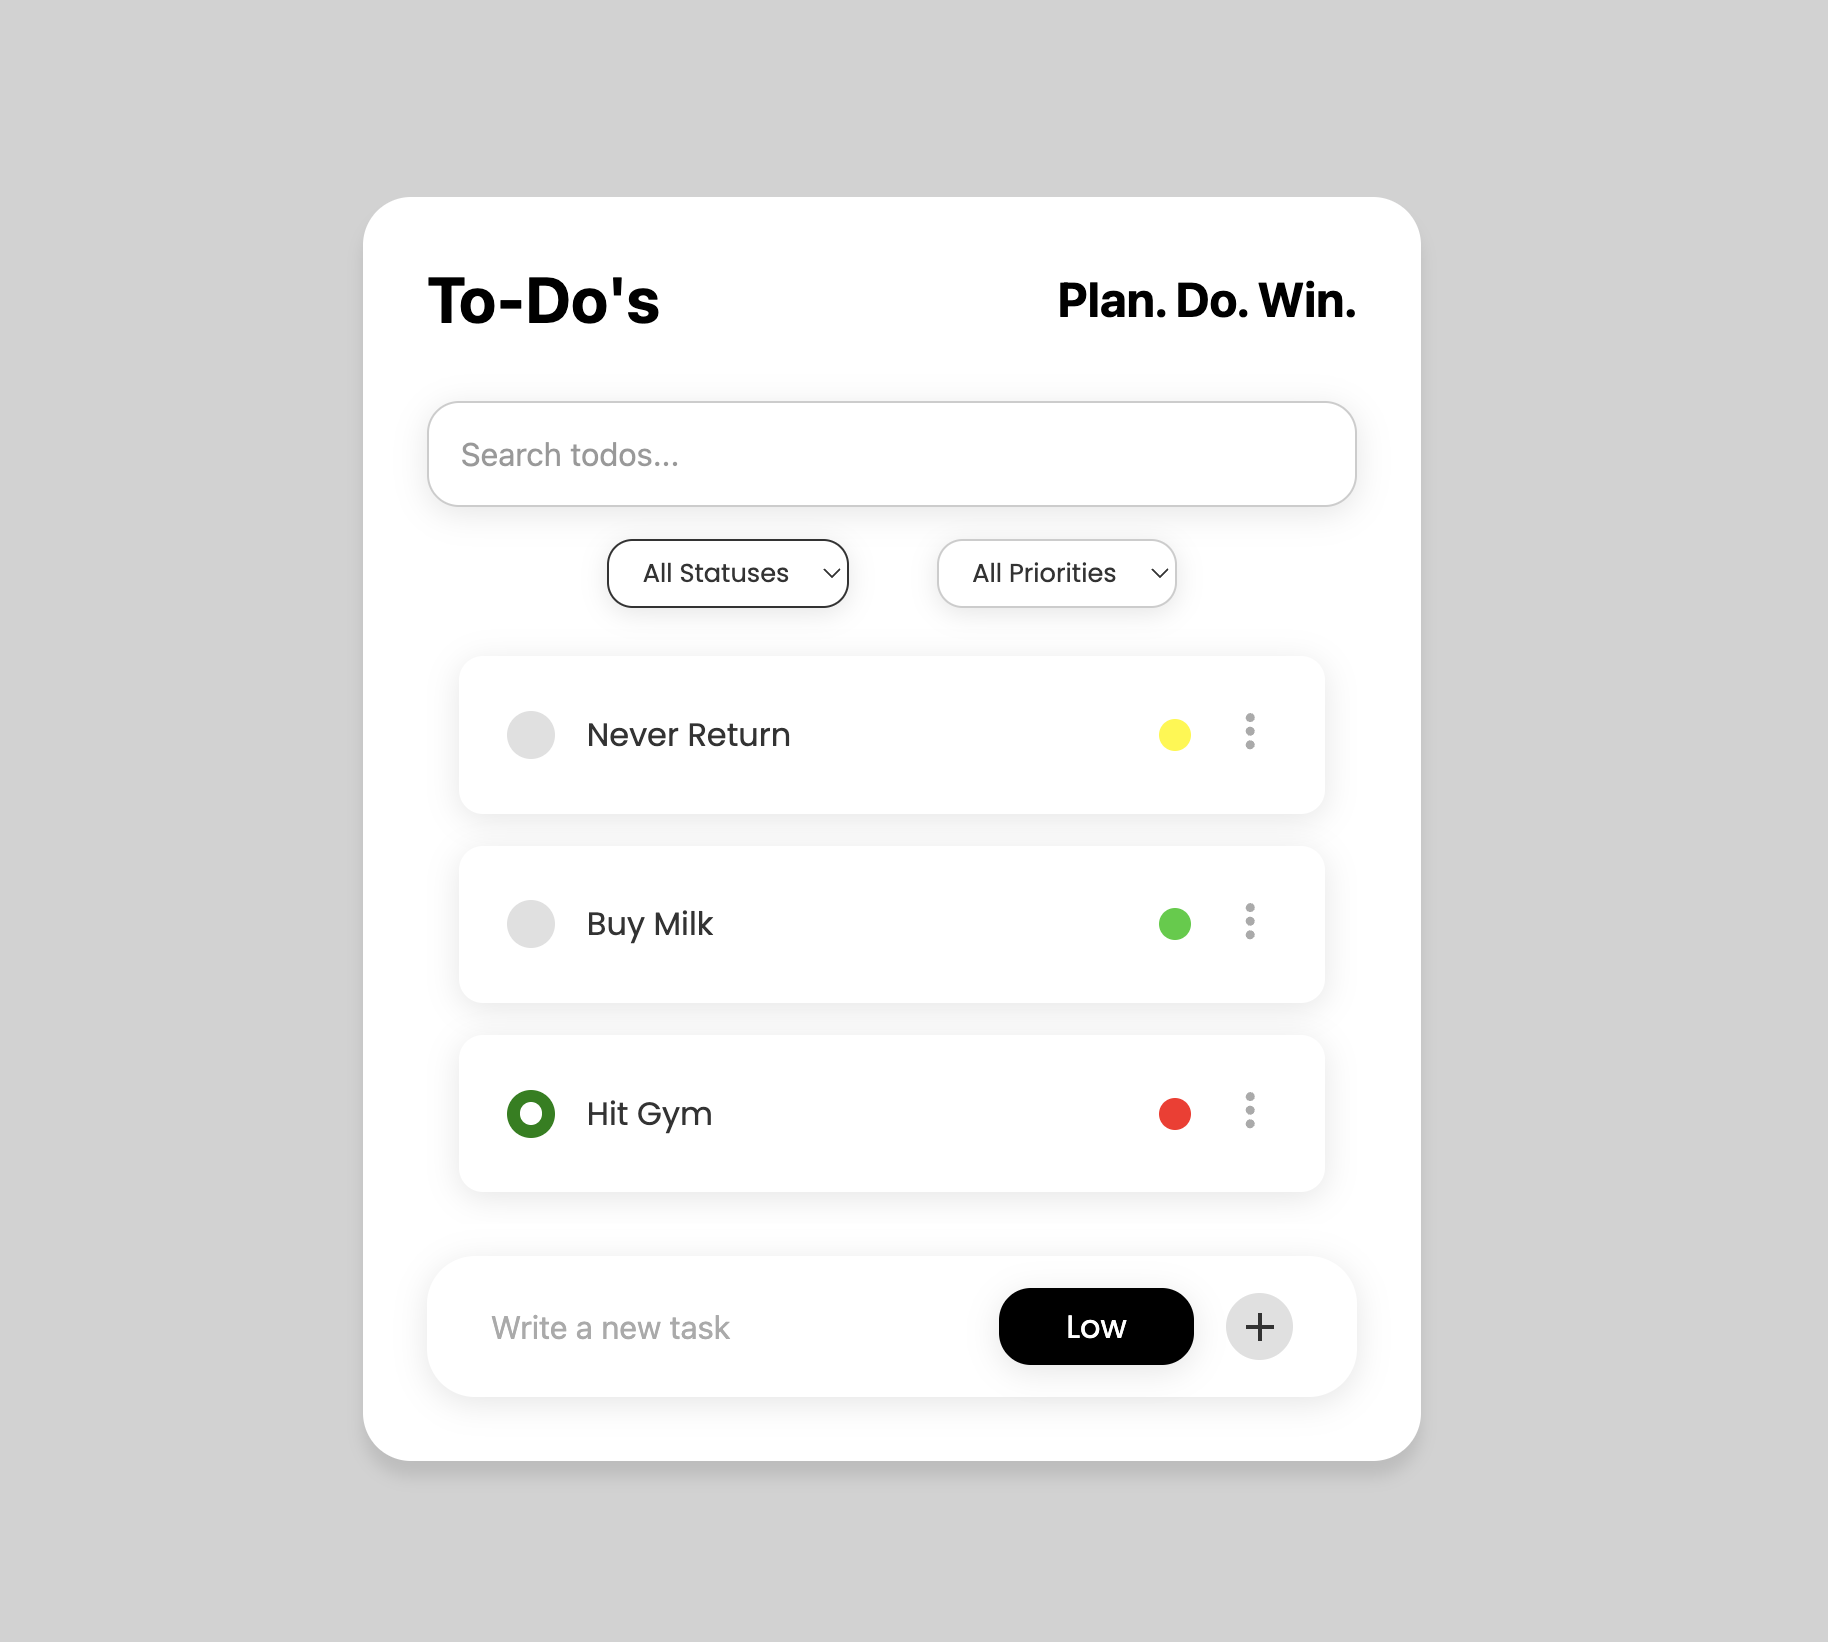 To-Do's
Plan. Do. Win.
Search todos...
All Statuses
All Priorities
Never Return
Buy Milk
Hit Gym
Write a new task
Low